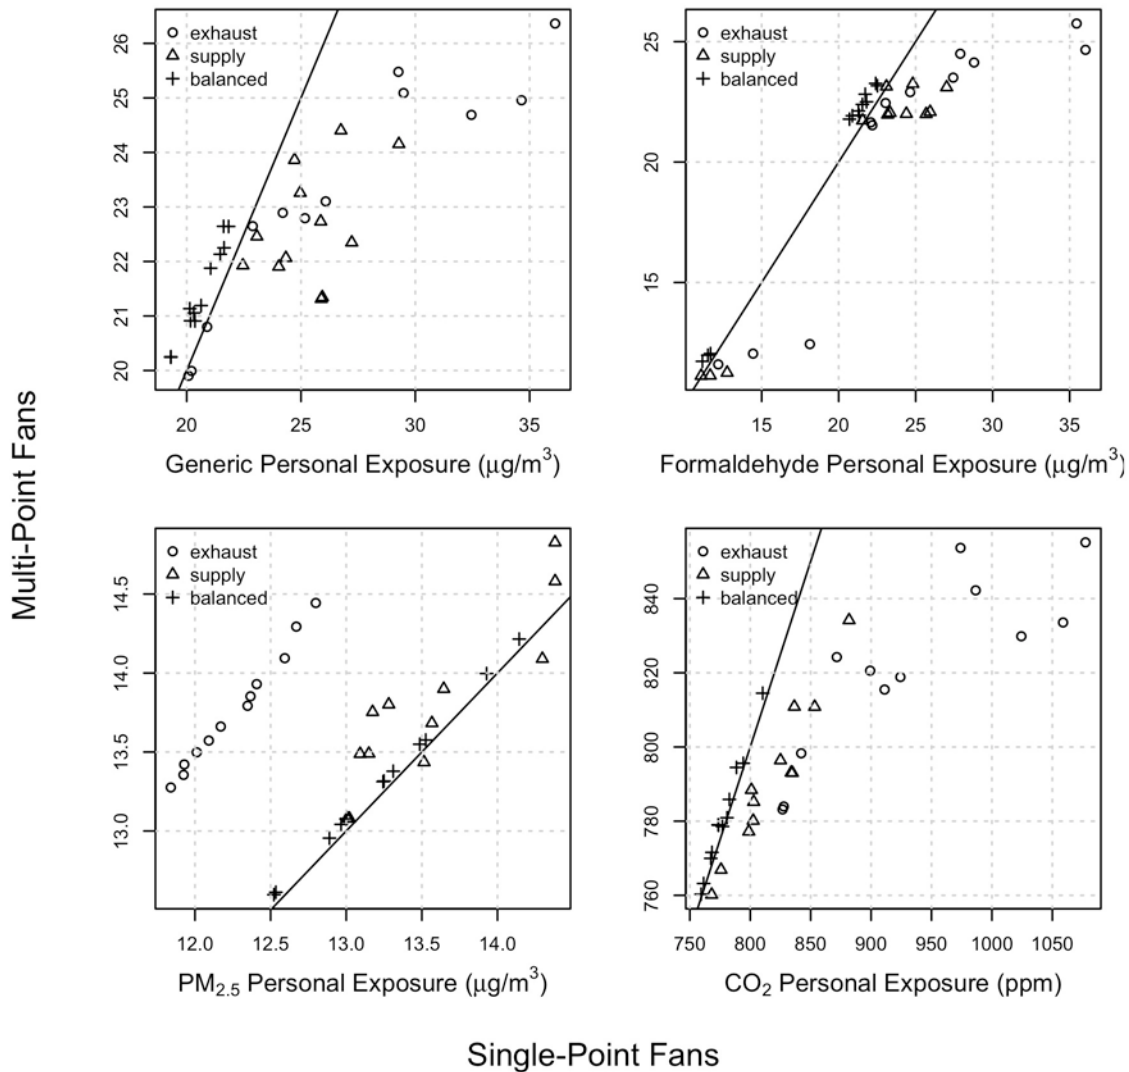 Multi-Point Fans
exhaust
supply
balanced
26
25
24
23
22
21
20
20 25 30 35
Generic Personal Exposure (μg/m³)
exhaust
supply
balanced
25
20
15
15 20 25 30 35
Formaldehyde Personal Exposure (μg/m³)
exhaust
supply
balanced
14.5
14.0
13.5
13.0
12.0 12.5 13.0 13.5 14.0
PM₂.₅ Personal Exposure (μg/m³)
exhaust
supply
balanced
840
820
800
780
760
750 800 850 900 950 1000 1050
CO₂ Personal Exposure (ppm)
Single-Point Fans